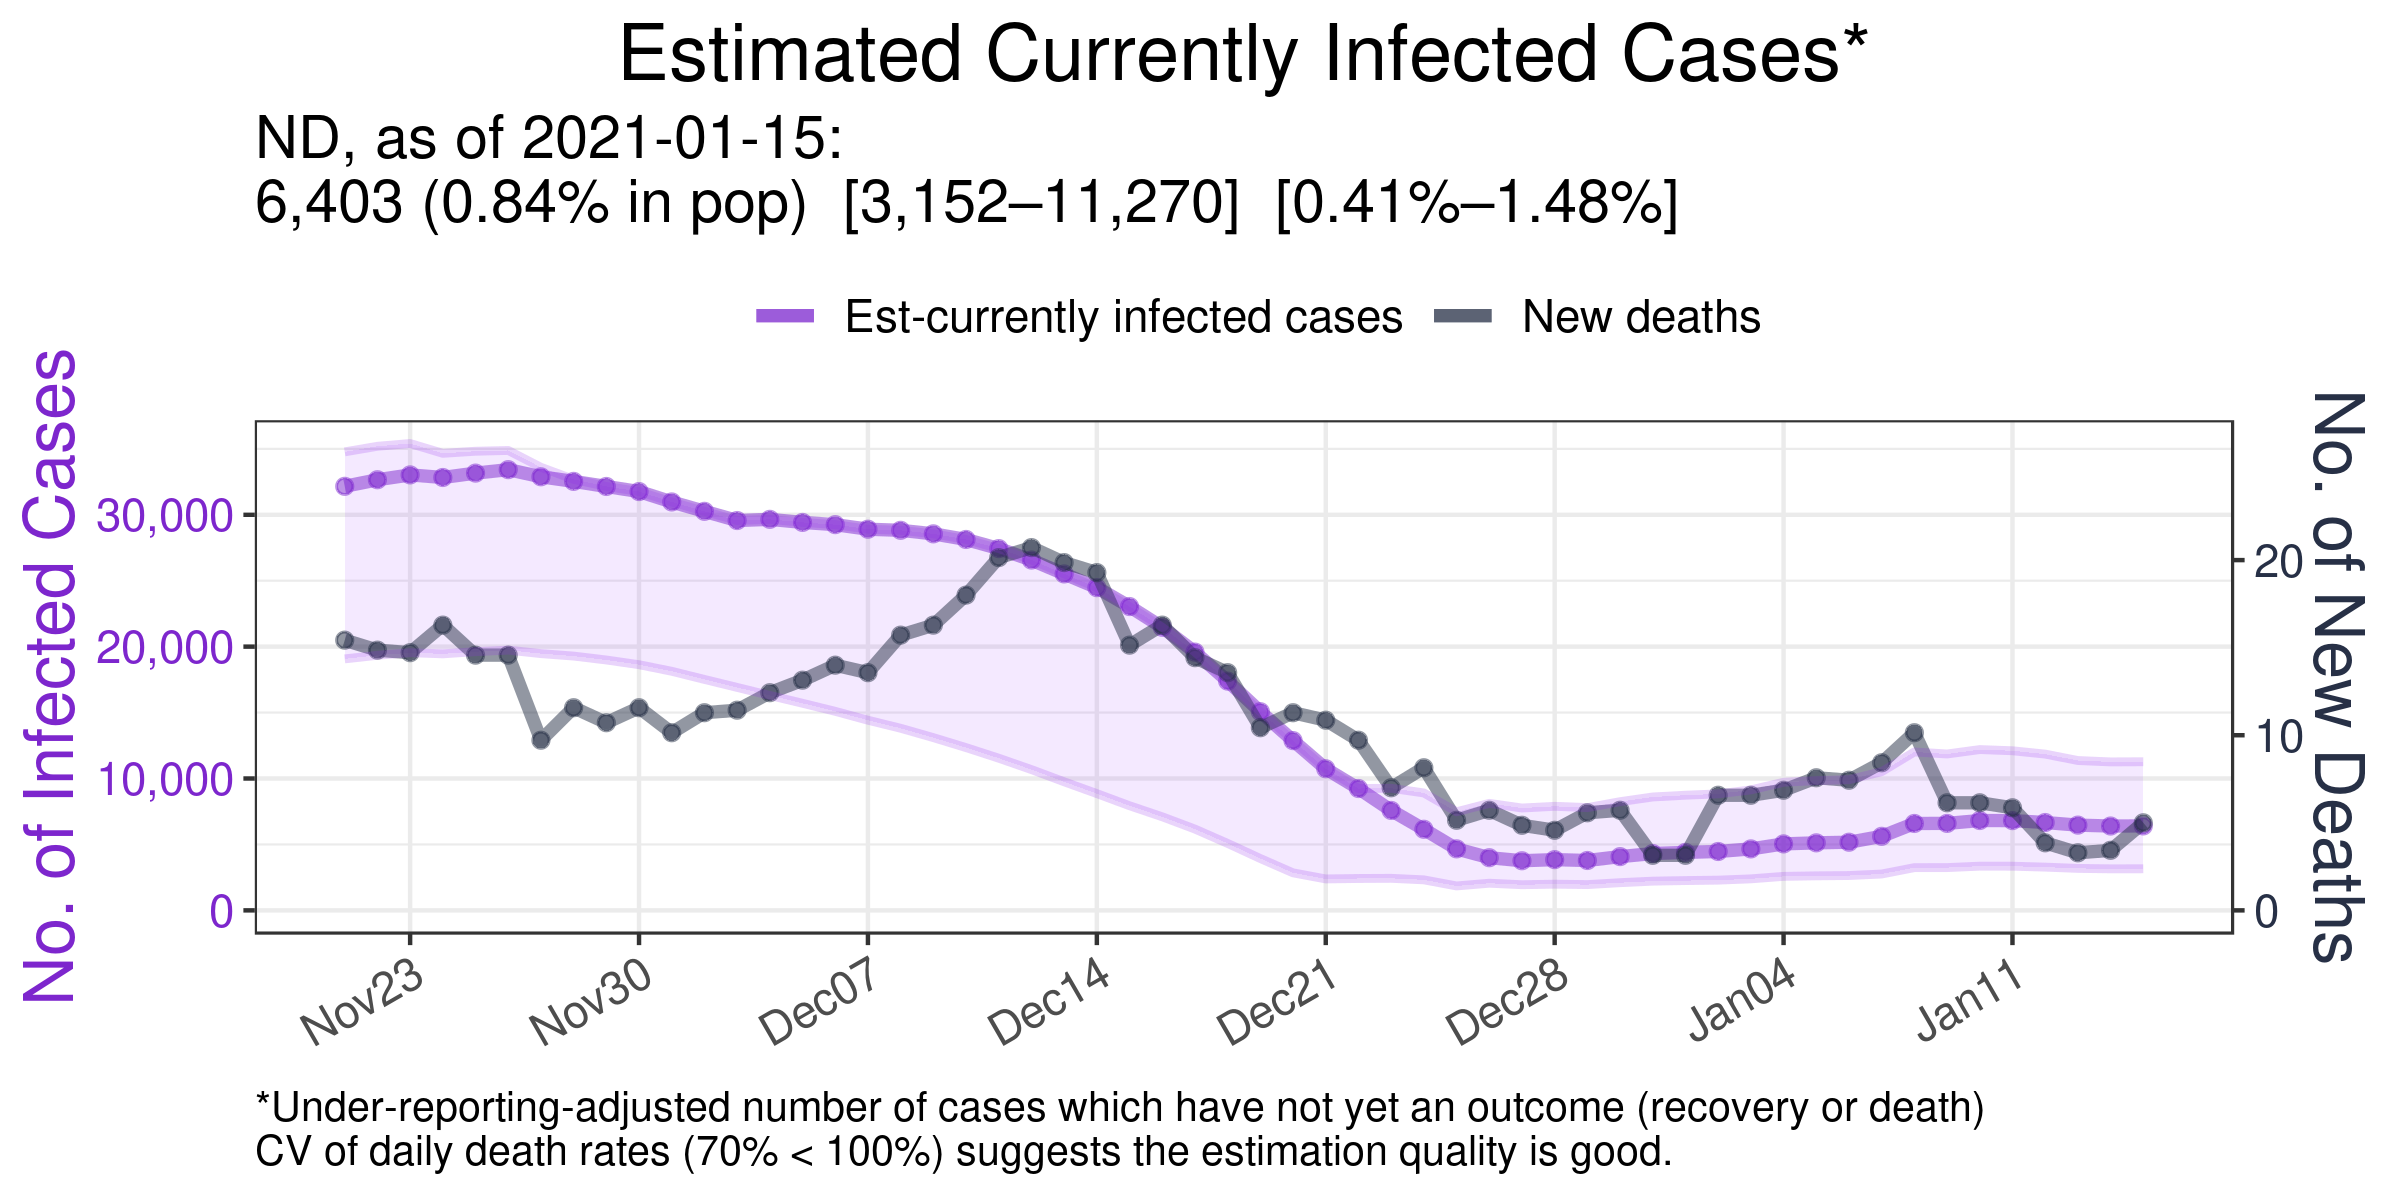 Estimated Currently Infected Cases*
ND, as of 2021-01-15:
6,403 (0.84% in pop)  [3,152–11,270]  [0.41%–1.48%]
Est-currently infected cases
New deaths
No. of Infected Cases
30,000
20,000
10,000
0
No. of New Deaths
20
10
0
Nov23
Nov30
Dec07
Dec14
Dec21
Dec28
Jan04
Jan11
*Under-reporting-adjusted number of cases which have not yet an outcome (recovery or death)
CV of daily death rates (70% < 100%) suggests the estimation quality is good.